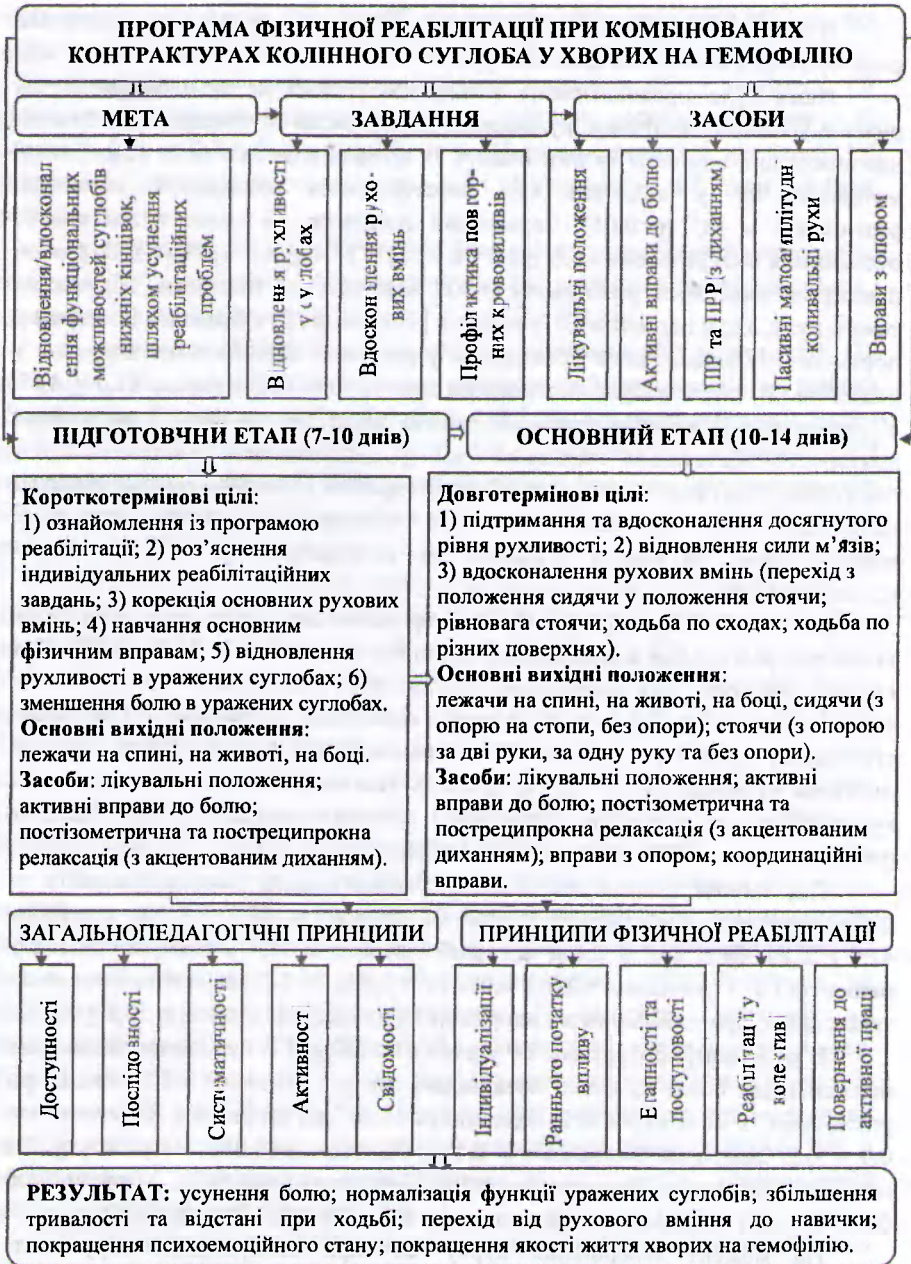 ПРОГРАМА ФІЗИЧНОЇ РЕАБІЛІТАЦІЇ ПРИ КОМБІНОВАНИХ
КОНТРАКТУРАХ КОЛІННОГО СУГЛОБА У ХВОРИХ НА ГЕМОФІЛІЮ
МЕТА
ЗАВДАННЯ
ЗАСОБИ
Відновлення/вдоскона л
ення функціональних
можливостей суглобів
нижніх кінцівок,
шляхом усунення
реабілітаційних
проблем
Відновлення рухливості
у суглобах
Вдосконалення рухо-
вих вмінь
Профілактика повтор-
них крововиливів
Лікувальні положення
Активні вправи до болю
ПІР та ПРР(з диханням)
Пасивні малоамплітудн
коливальні рухи
Вправи з опором
ПІДГОТОВЧИЙ ЕТАП (7-10 днів)
ОСНОВНИЙ ЕТАП (10-14 днів)
Короткотермінові цілі:
1) ознайомлення із програмою
реабілітації; 2) роз’яснення
індивідуальних реабілітаційних
завдань; 3) корекція основних рухових
вмінь; 4) навчання основним
фізичним вправам; 5) відновлення
рухливості в уражених суглобах; 6)
зменшення болю в уражених суглобах.
Основні вихідні положення:
лежачи на спині, на животі, на боці.
Засоби: лікувальні положення;
активні вправи до болю;
постізометрична та постреципрокна
релаксація (з акцентованим диханням).
Довготермінові цілі:
1) підтримання та вдосконалення досягнутого
рівня рухливості; 2) відновлення сили м’язів;
3) вдосконалення рухових вмінь (перехід з
положення сидячи у положення стоячи;
рівновага стоячи; ходьба по сходах; ходьба по
різних поверхнях).
Основні вихідні положення:
лежачи на спині, на животі, на боці, сидячи (з
опорю на стопи, без опори); стоячи (з опорою
за дві руки, за одну руку та без опори).
Засоби: лікувальні положення; активні
вправи до болю; постізометрична та
постреципрокна релаксація (з акцентованим
диханням); вправи з опором; координаційні
вправи.
ЗАГАЛЬНОПЕДАГОГІЧНІ ПРИНЦИПИ
ПРИНЦИПИ ФІЗИЧНОЇ РЕАБІЛІТАЦІЇ
Доступності
Послідовності
Систематичності
Активності
Свідомості
Індивідуалізації
Раннього початку
впливу
Етапності та
поступовості
Реабілітації у
колективі
Повернення до
активної праці
РЕЗУЛЬТАТ: усунення болю; нормалізація функції уражених суглобів; збільшення
тривалості та відстані при ходьбі; перехід від рухового вміння до навички;
покращення психоемоційного стану; покращення якості життя хворих на гемофілію.